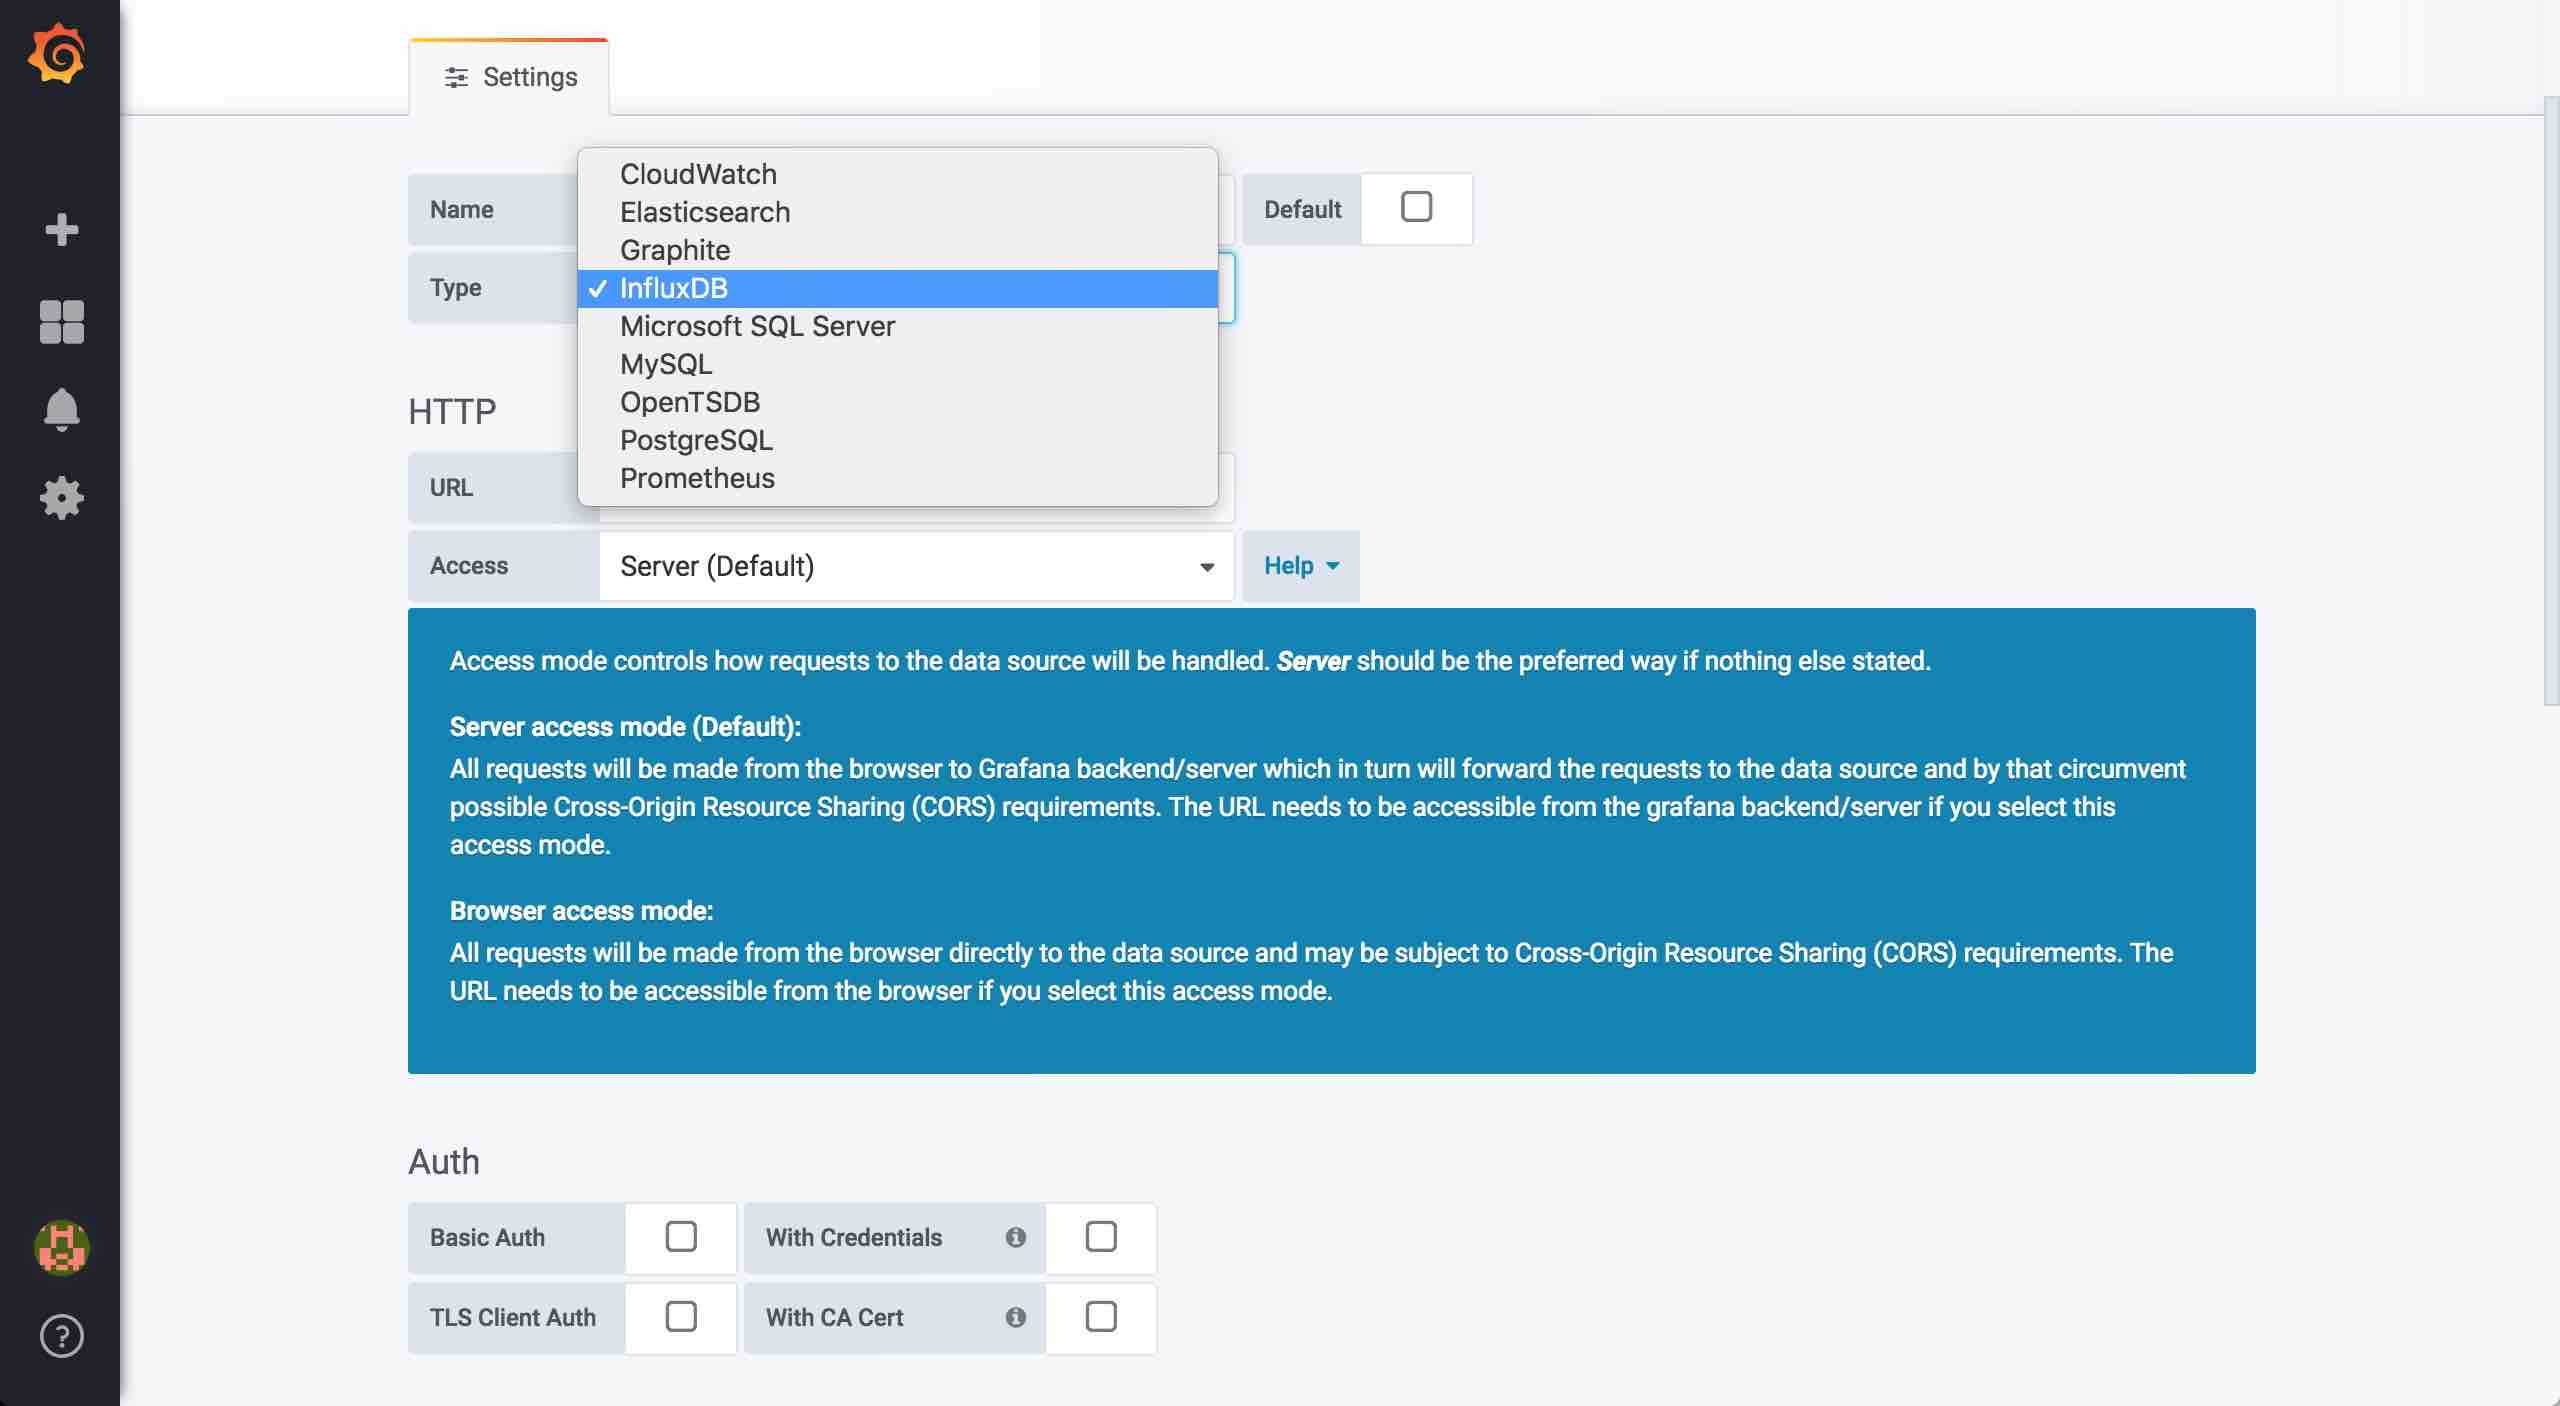 Settings
Name
CloudWatch
Elasticsearch
Graphite
InfluxDB
Microsoft SQL Server
MySQL
OpenTSDB
PostgreSQL
Prometheus
Default
Type
HTTP
URL
Access
Server (Default)
Help
Access mode controls how requests to the data source will be handled. Server should be the preferred way if nothing else stated.
Server access mode (Default):
All requests will be made from the browser to Grafana backend/server which in turn will forward the requests to the data source and by that circumvent
possible Cross-Origin Resource Sharing (CORS) requirements. The URL needs to be accessible from the grafana backend/server if you select this
access mode.
Browser access mode:
All requests will be made from the browser directly to the data source and may be subject to Cross-Origin Resource Sharing (CORS) requirements. The
URL needs to be accessible from the browser if you select this access mode.
Auth
Basic Auth
With Credentials
TLS Client Auth
With CA Cert